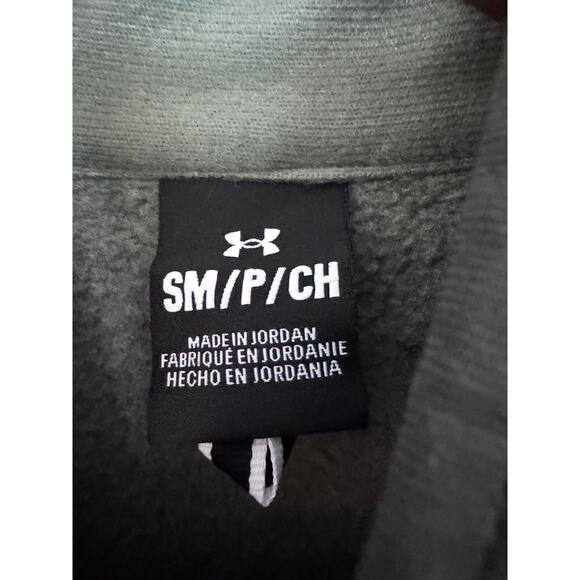 SM/P/CH
MADE IN JORDAN
FABRIQUÉ EN JORDANIE
HECHO EN JORDANIA